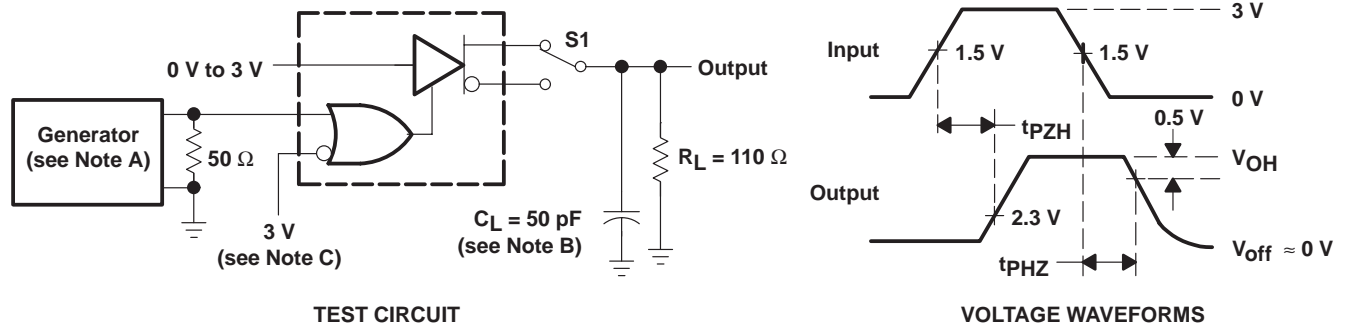 Generator
(see Note A)
50 Ω
0 V to 3 V
3 V
(see Note C)
S1
Output
RL = 110 Ω
CL = 50 pF
(see Note B)
TEST CIRCUIT
Input
3 V
1.5 V
1.5 V
0 V
0.5 V
tPZH
VOH
Output
2.3 V
tPHZ
Voff ≈ 0 V
VOLTAGE WAVEFORMS